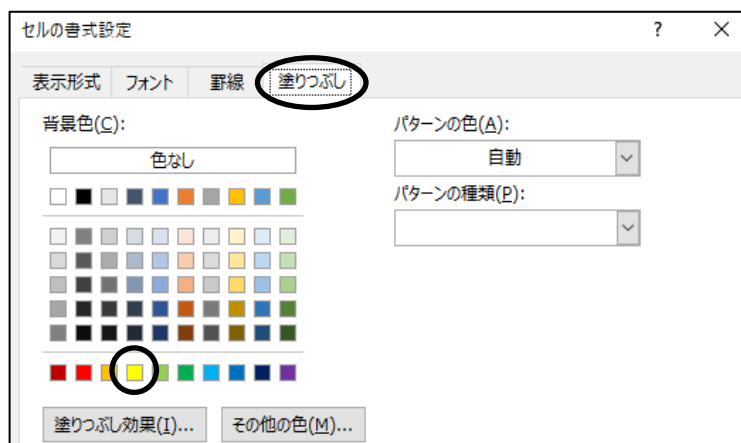 セルの書式設定 ? ×
表示形式 フォント 罫線 塗りつぶし
背景色(C):
色なし
パターンの色(A):
自動
パターンの種類(P):
塗りつぶし効果(I)... その他の色(M)...